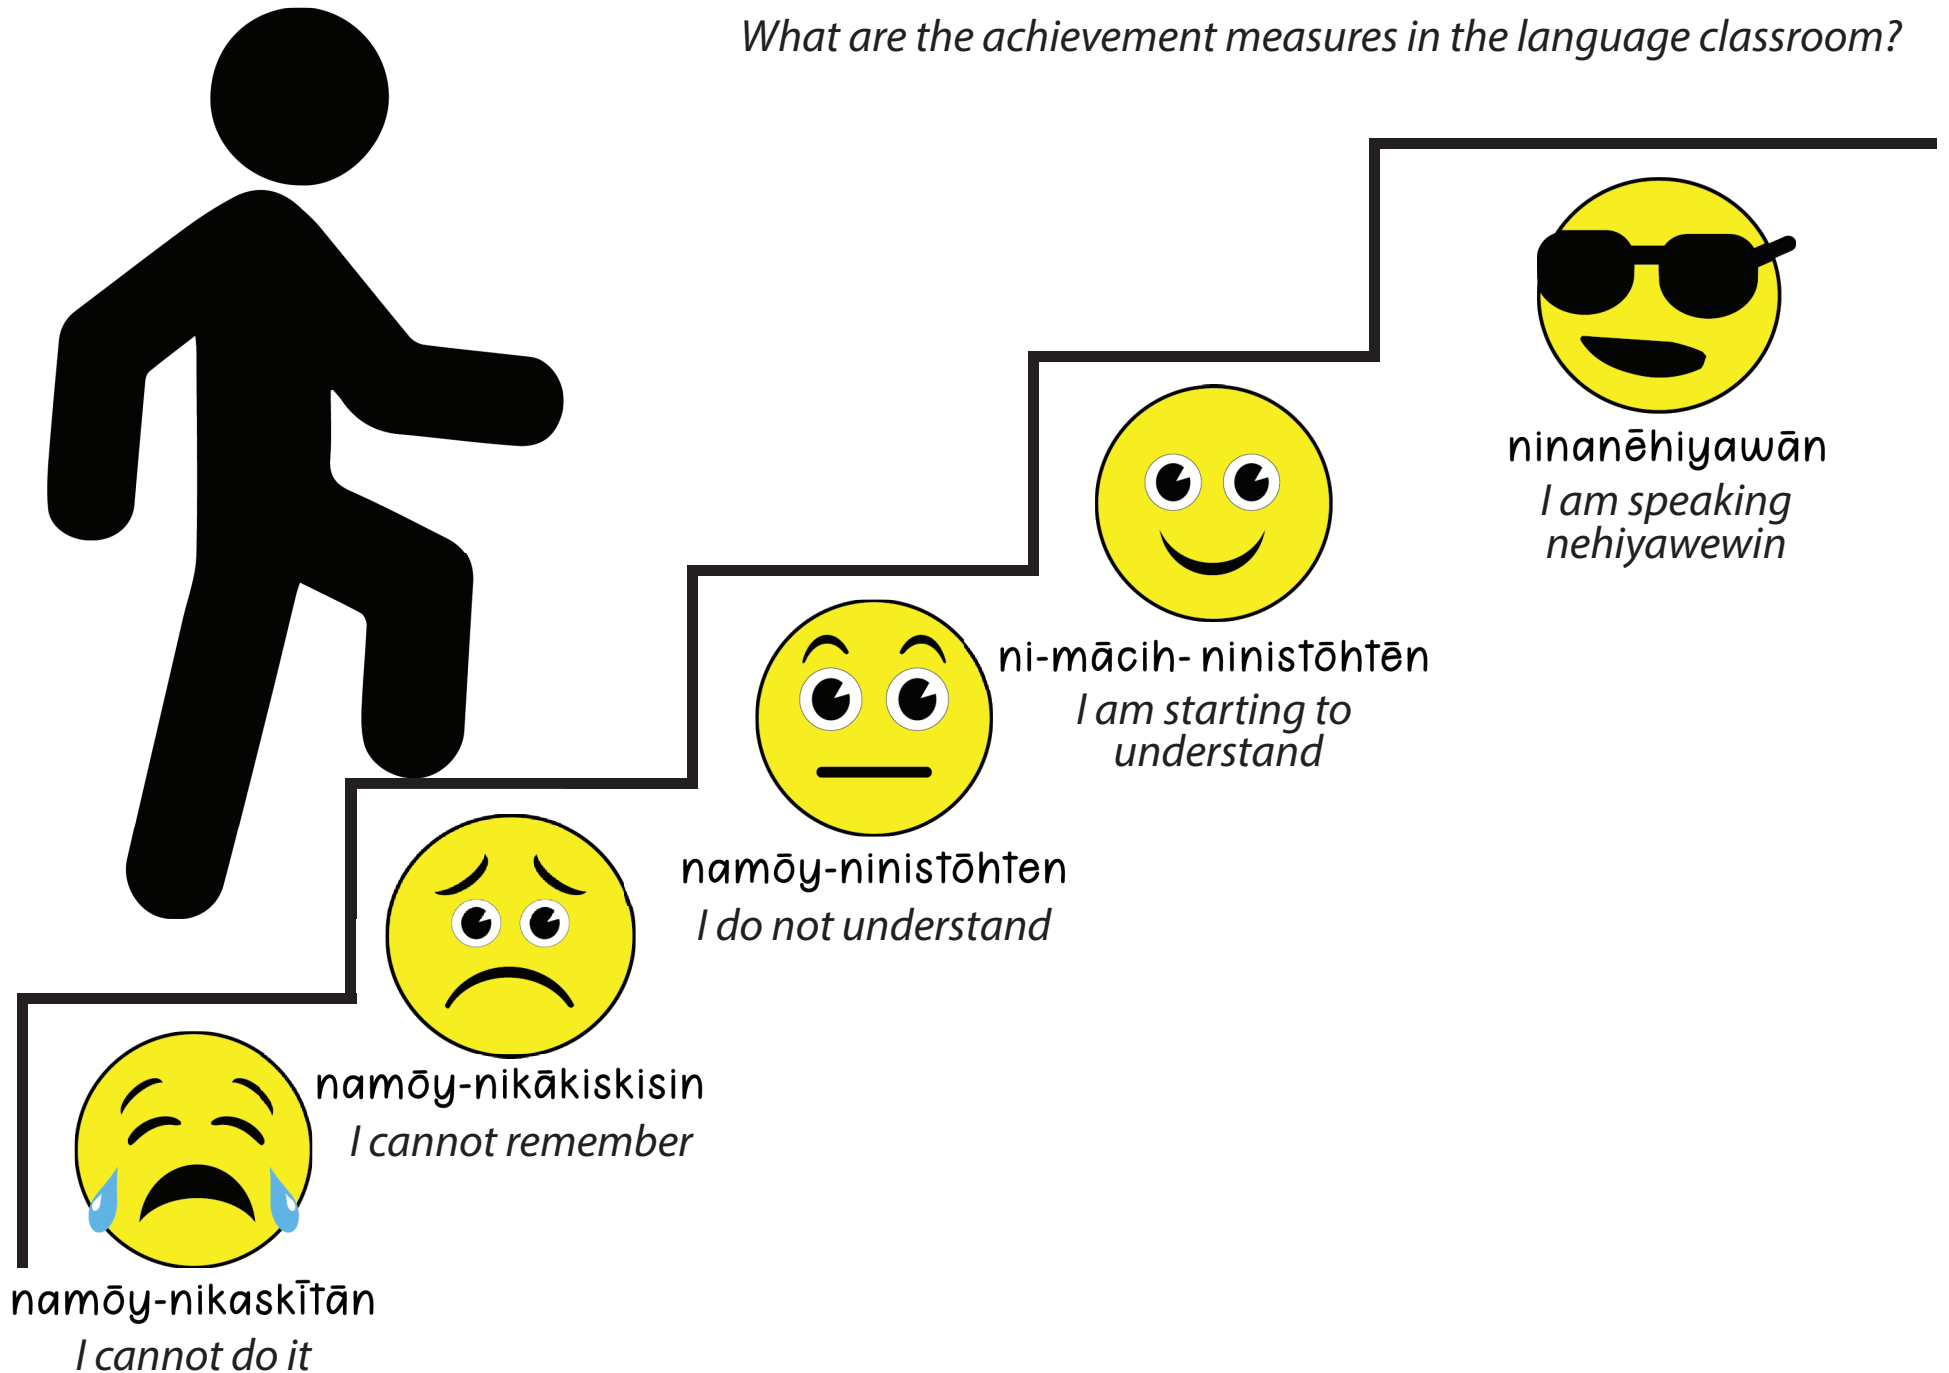 What are the achievement measures in the language classroom?
ninanēhiyawān
I am speaking
nehiyawewin
ni-mācih- ninistōhtēn
I am starting to
understand
namōy-ninistōhten
I do not understand
namōy-nikākiskisin
I cannot remember
namōy-nikaskītān
I cannot do it